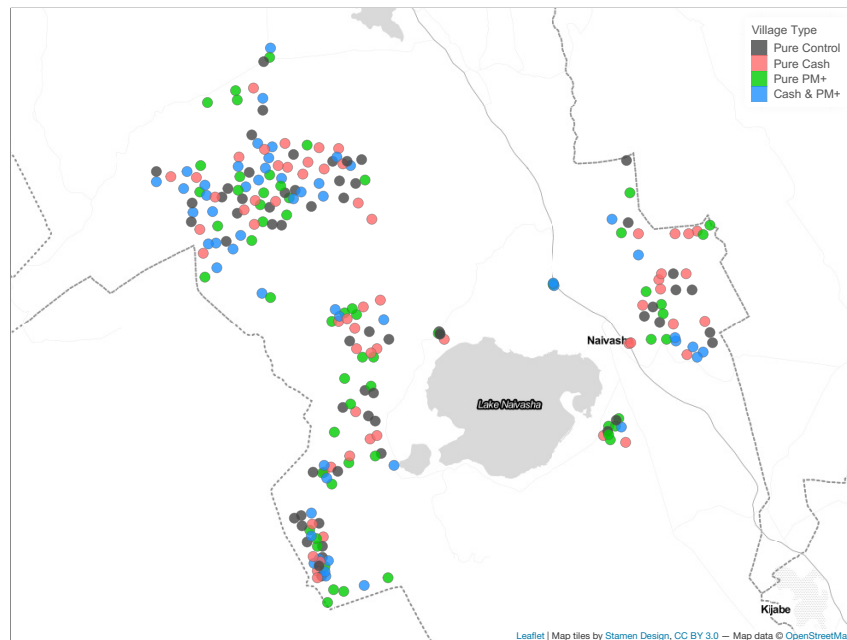 Village Type
Pure Control
Pure Cash
Pure PM+
Cash & PM+
Naivash
Lake Naivasha
Kijabe
Leaflet | Map tiles by Stamen Design, CC BY 3.0 — Map data © OpenStreetMa